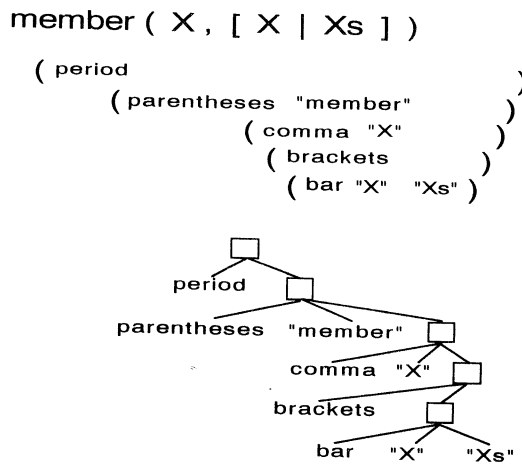 member ( X , [ X | Xs ] )
( period )
( parentheses "member" )
( comma "X" )
( brackets )
( bar "X" "Xs" )
period
parentheses "member"
comma "X"
brackets
bar "X" "Xs"